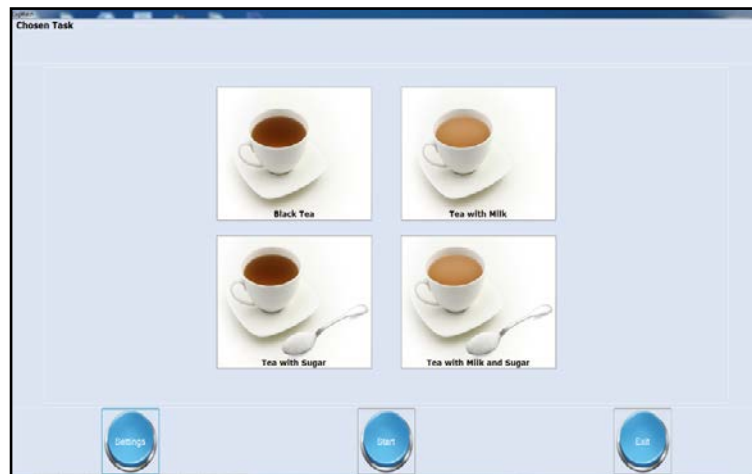 Chosen Task
Black Tea
Tea with Milk
Tea with Sugar
Tea with Milk and Sugar
Settings
Start
Exit